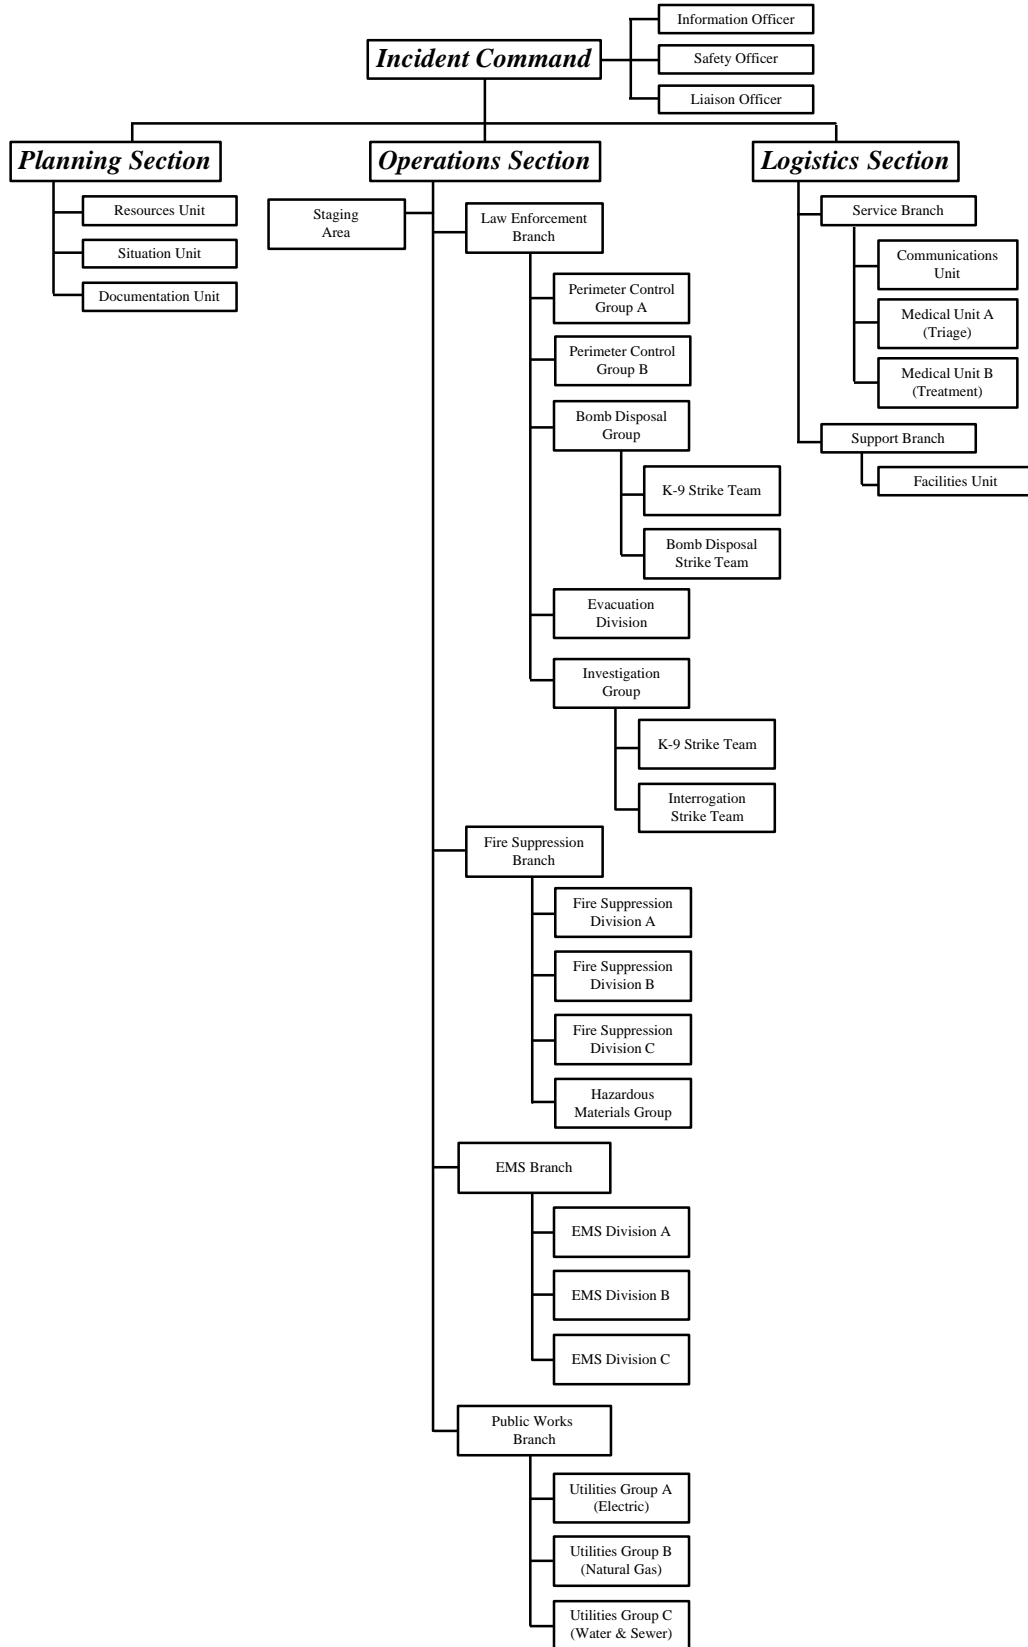 Information Officer
Incident Command
Safety Officer
Liaison Officer
Planning Section
Operations Section
Logistics Section
Resources Unit
Situation Unit
Documentation Unit
Staging
Area
Law Enforcement
Branch
Perimeter Control
Group A
Perimeter Control
Group B
Bomb Disposal
Group
K-9 Strike Team
Bomb Disposal
Strike Team
Evacuation
Division
Investigation
Group
K-9 Strike Team
Interrogation
Strike Team
Fire Suppression
Branch
Fire Suppression
Division A
Fire Suppression
Division B
Fire Suppression
Division C
Hazardous
Materials Group
EMS Branch
EMS Division A
EMS Division B
EMS Division C
Public Works
Branch
Utilities Group A
(Electric)
Utilities Group B
(Natural Gas)
Utilities Group C
(Water & Sewer)
Service Branch
Communications
Unit
Medical Unit A
(Triage)
Medical Unit B
(Treatment)
Support Branch
Facilities Unit